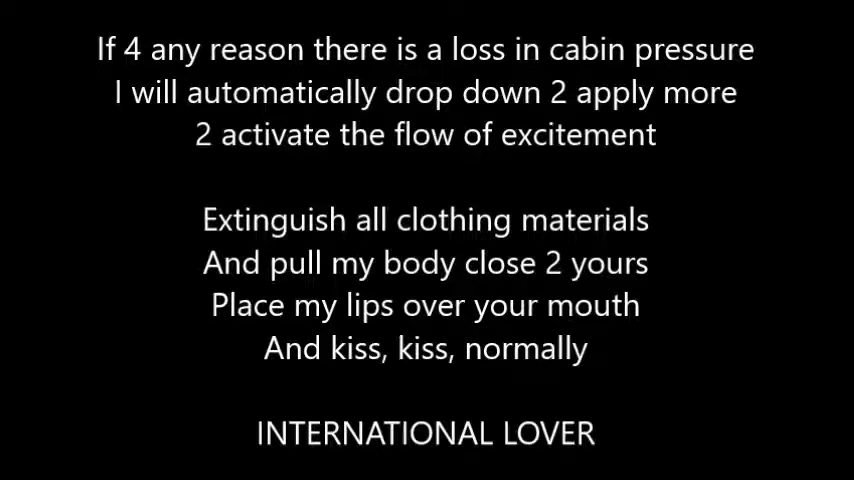 If 4 any reason there is a loss in cabin pressure
I will automatically drop down 2 apply more
2 activate the flow of excitement
Extinguish all clothing materials
And pull my body close 2 yours
Place my lips over your mouth
And kiss, kiss, normally
INTERNATIONAL LOVER